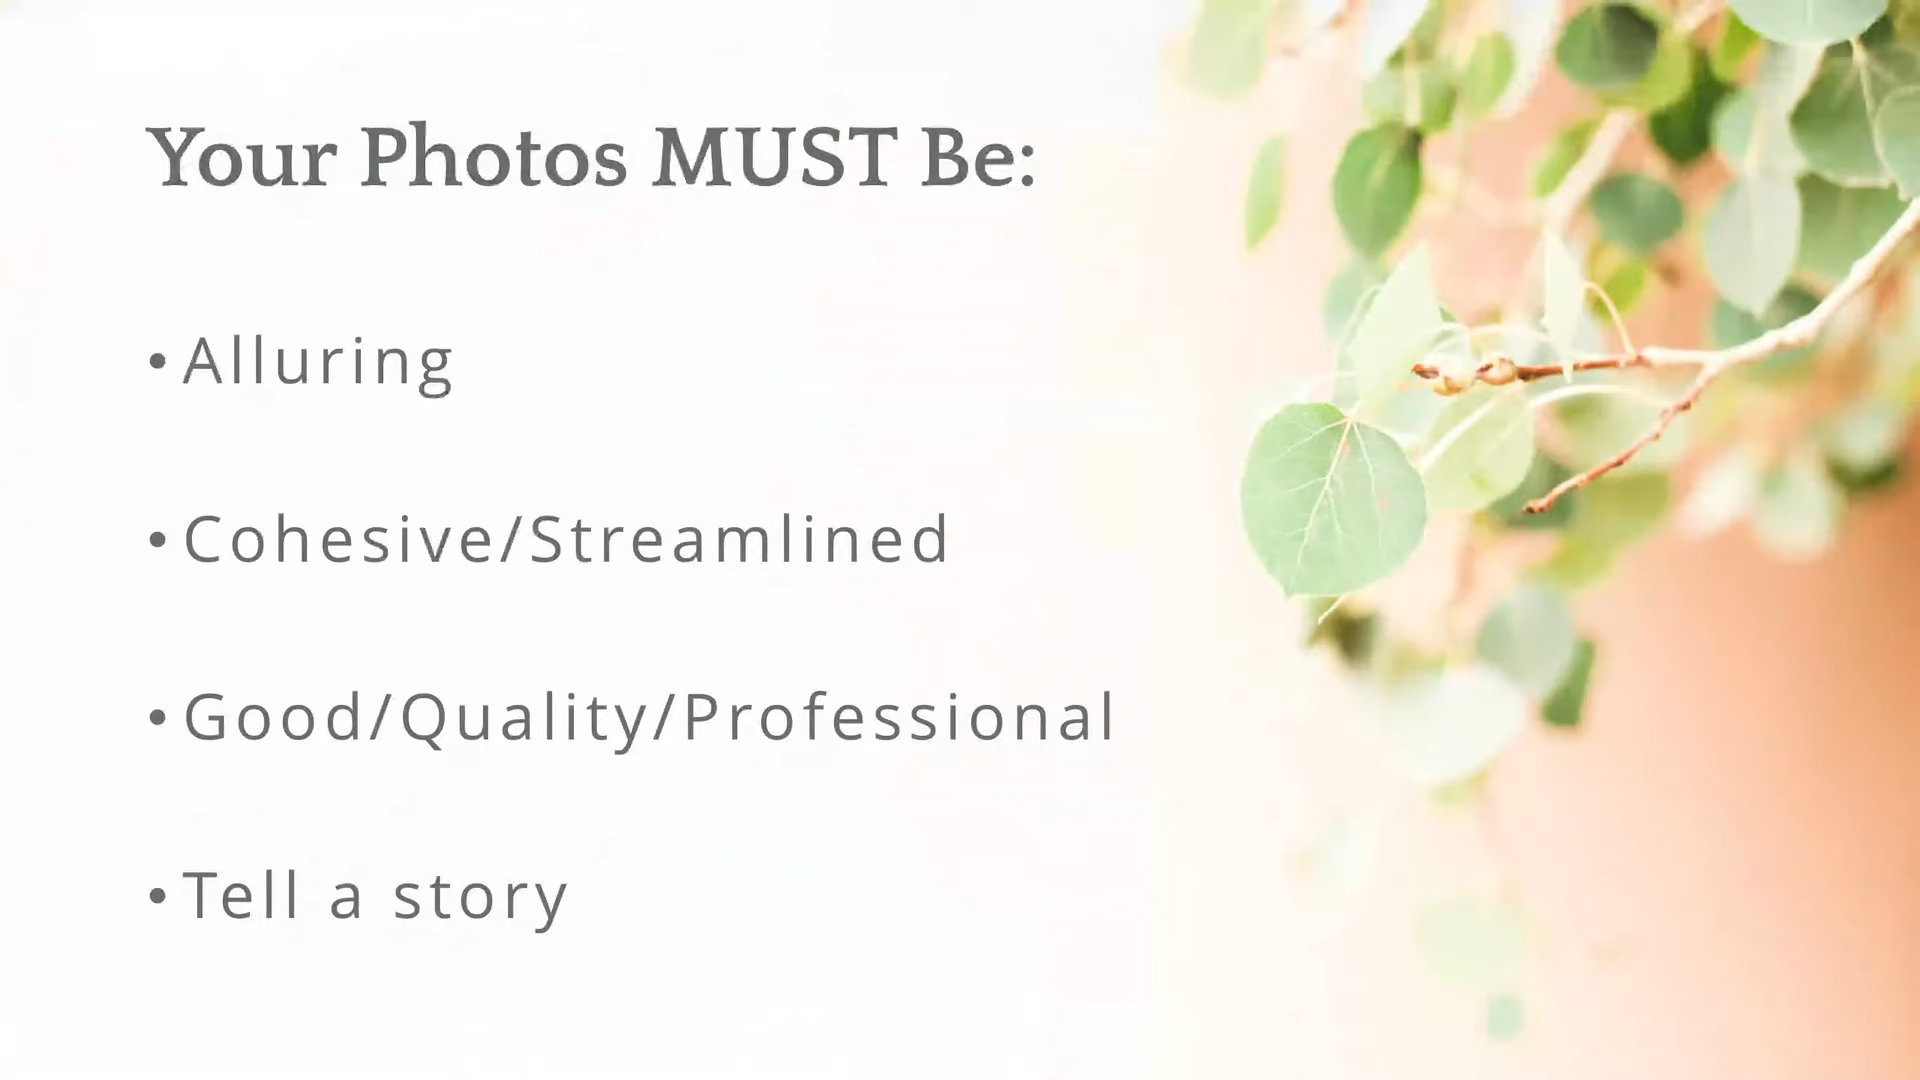 Your Photos MUST Be:
• Alluring
• Cohesive/Streamlined
• Good/Quality/Professional
• Tell a story